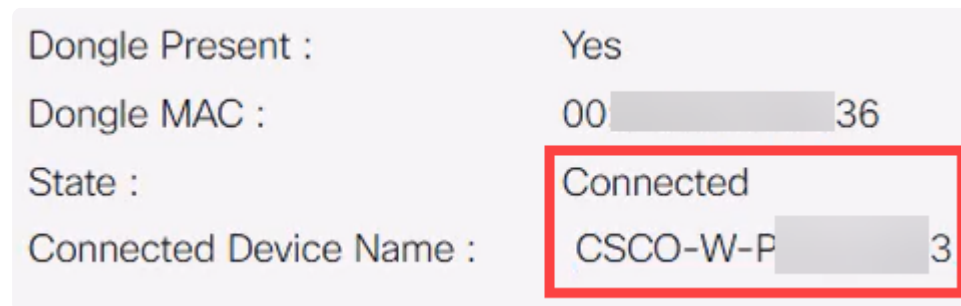 Dongle Present : Yes
Dongle MAC : 00 36
State : Connected
Connected Device Name : CSCO-W-P 3